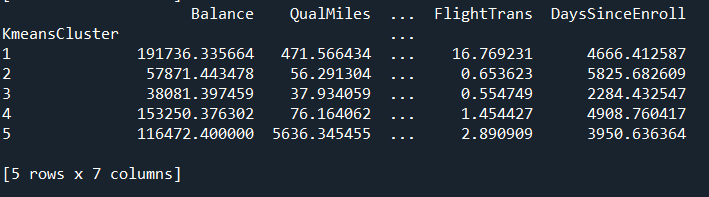 Balance QualMiles ... FlightTrans DaysSinceEnroll
KmeansCluster ...
1 191736.335664 471.566434 ... 16.769231 4666.412587
2 57871.443478 56.291304 ... 0.653623 5825.682609
3 38081.397459 37.934059 ... 0.554749 2284.432547
4 153250.376302 76.164062 ... 1.454427 4908.760417
5 116472.400000 5636.345455 ... 2.890909 3950.636364
[5 rows x 7 columns]